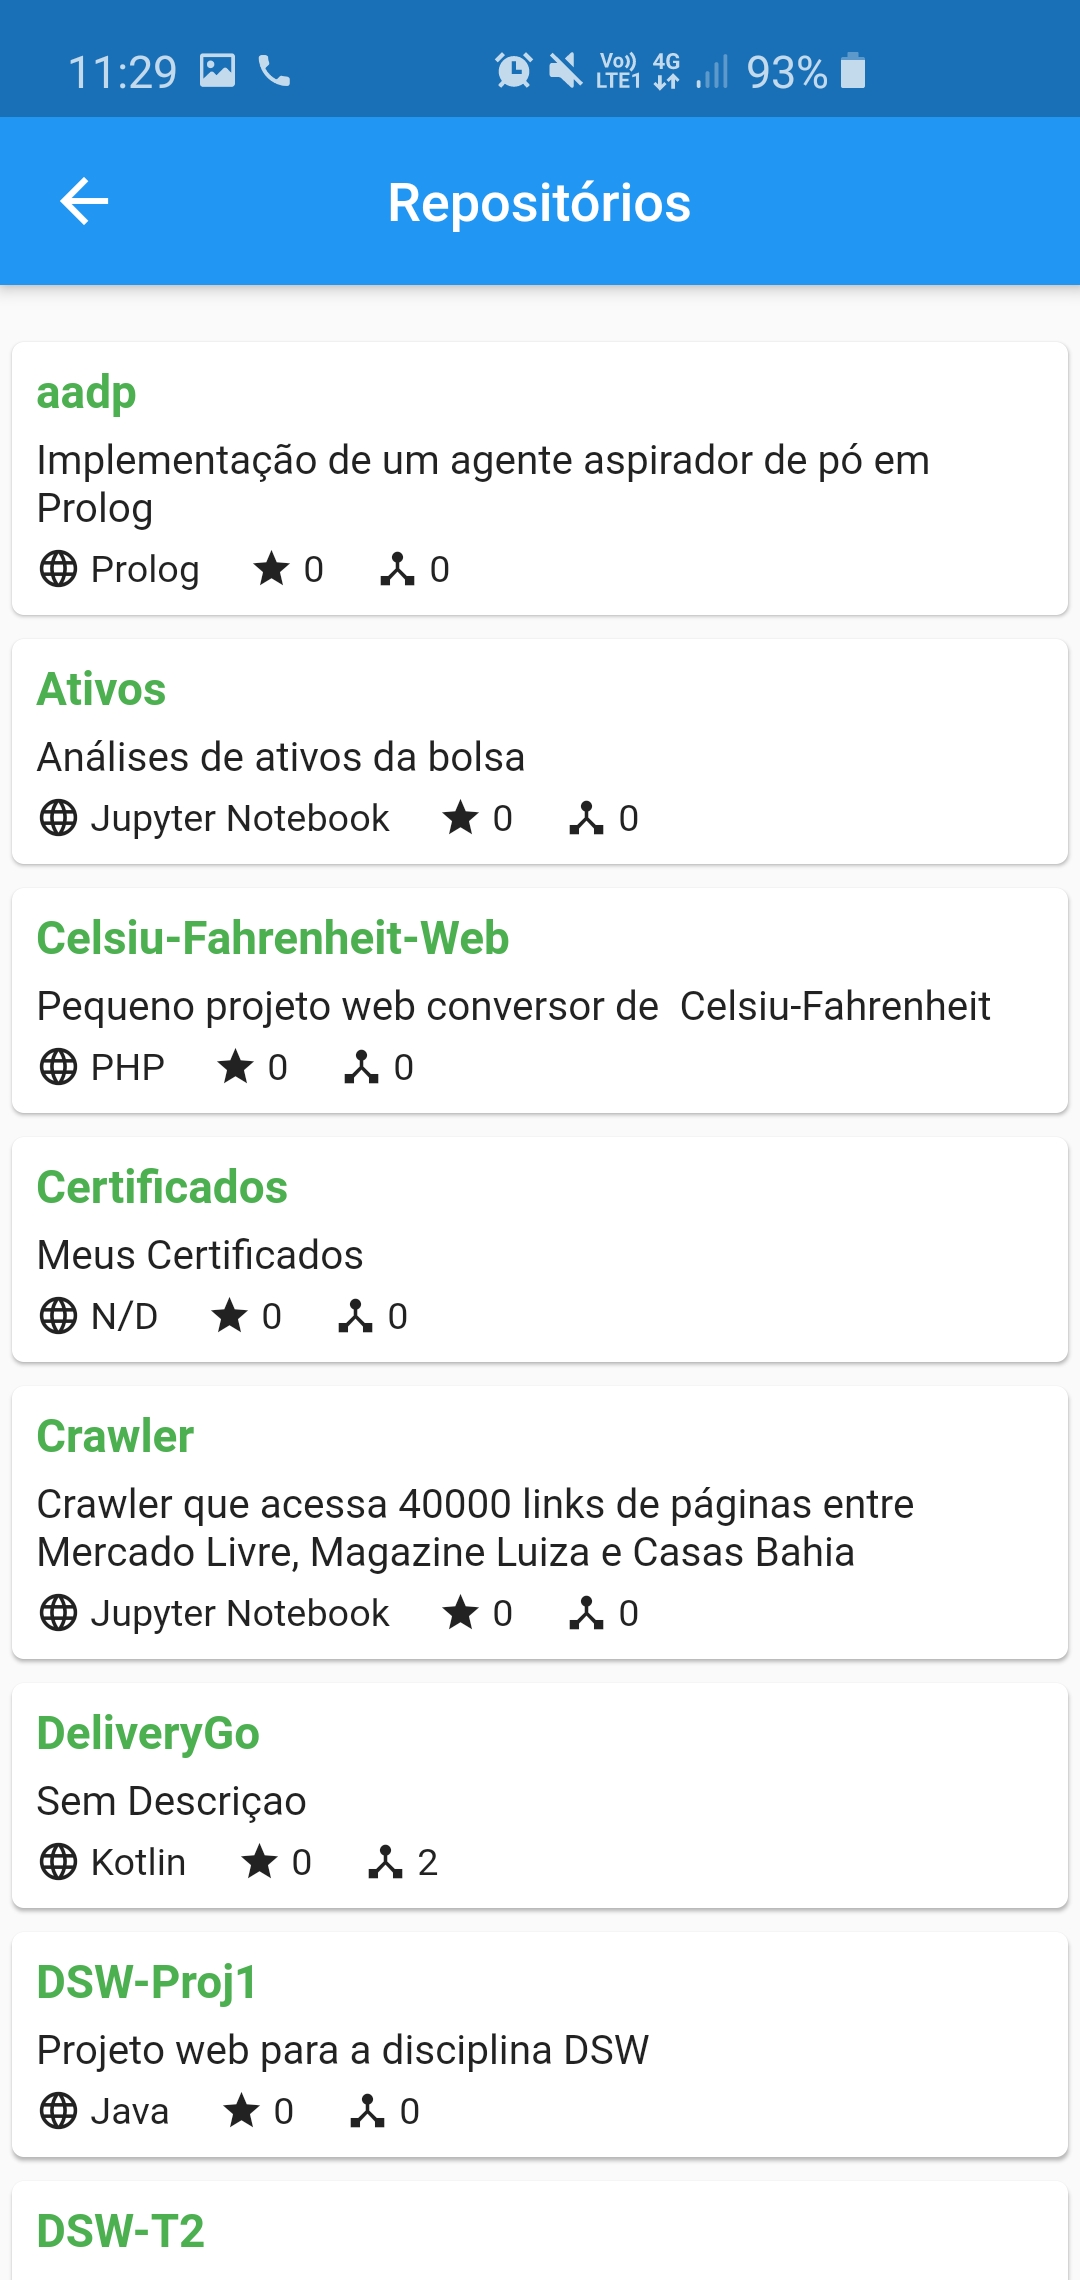 11:29 Vo)) LTE1 4G 93%
Repositórios
aadp
Implementação de um agente aspirador de pó em
Prolog
Prolog 0 0
Ativos
Análises de ativos da bolsa
Jupyter Notebook 0 0
Celsiu-Fahrenheit-Web
Pequeno projeto web conversor de  Celsiu-Fahrenheit
PHP 0 0
Certificados
Meus Certificados
N/D 0 0
Crawler
Crawler que acessa 40000 links de páginas entre
Mercado Livre, Magazine Luiza e Casas Bahia
Jupyter Notebook 0 0
DeliveryGo
Sem Descriçao
Kotlin 0 2
DSW-Proj1
Projeto web para a disciplina DSW
Java 0 0
DSW-T2